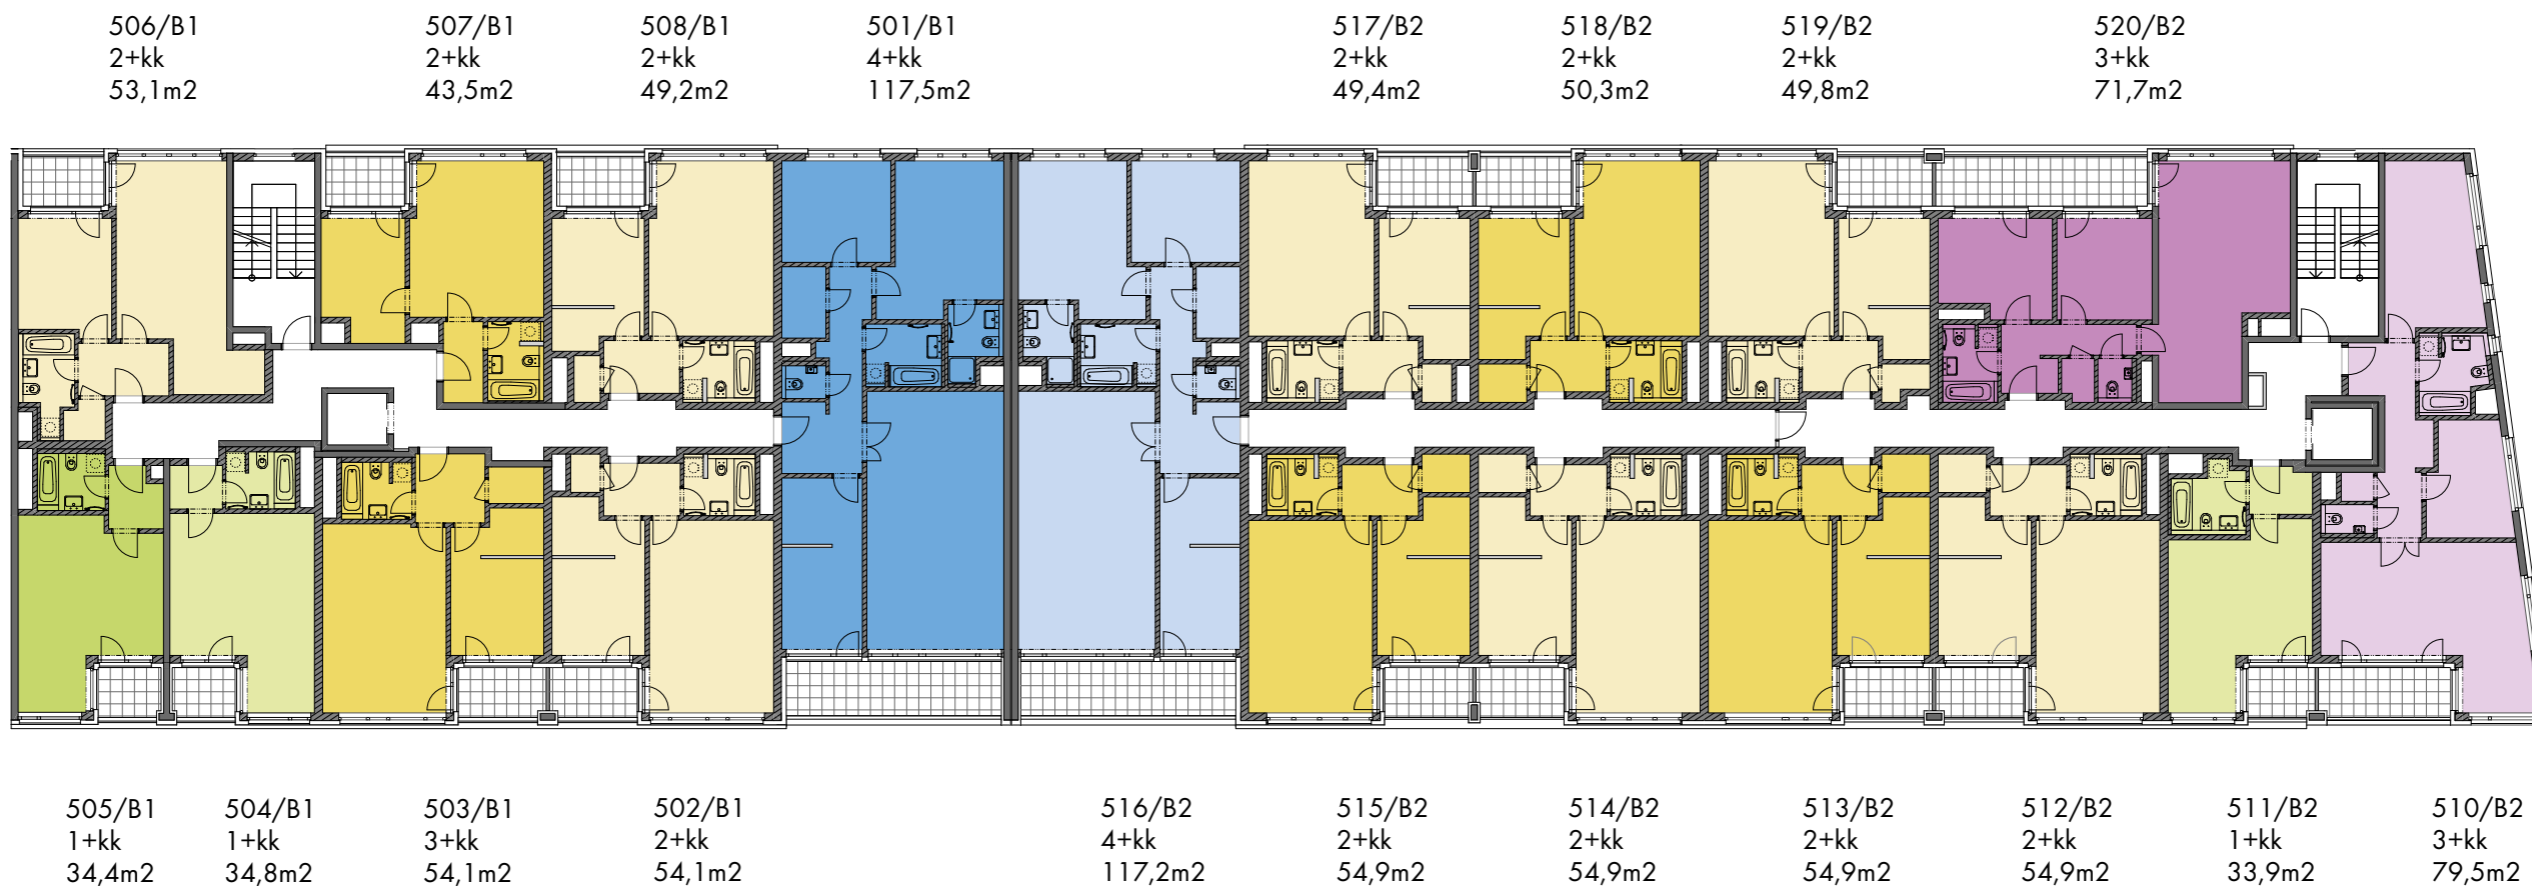 506/B1
2+kk
53,1m2
507/B1
2+kk
43,5m2
508/B1
2+kk
49,2m2
501/B1
4+kk
117,5m2
517/B2
2+kk
49,4m2
518/B2
2+kk
50,3m2
519/B2
2+kk
49,8m2
520/B2
3+kk
71,7m2
505/B1
1+kk
34,4m2
504/B1
1+kk
34,8m2
503/B1
3+kk
54,1m2
502/B1
2+kk
54,1m2
516/B2
4+kk
117,2m2
515/B2
2+kk
54,9m2
514/B2
2+kk
54,9m2
513/B2
2+kk
54,9m2
512/B2
2+kk
54,9m2
511/B2
1+kk
33,9m2
510/B2
3+kk
79,5m2